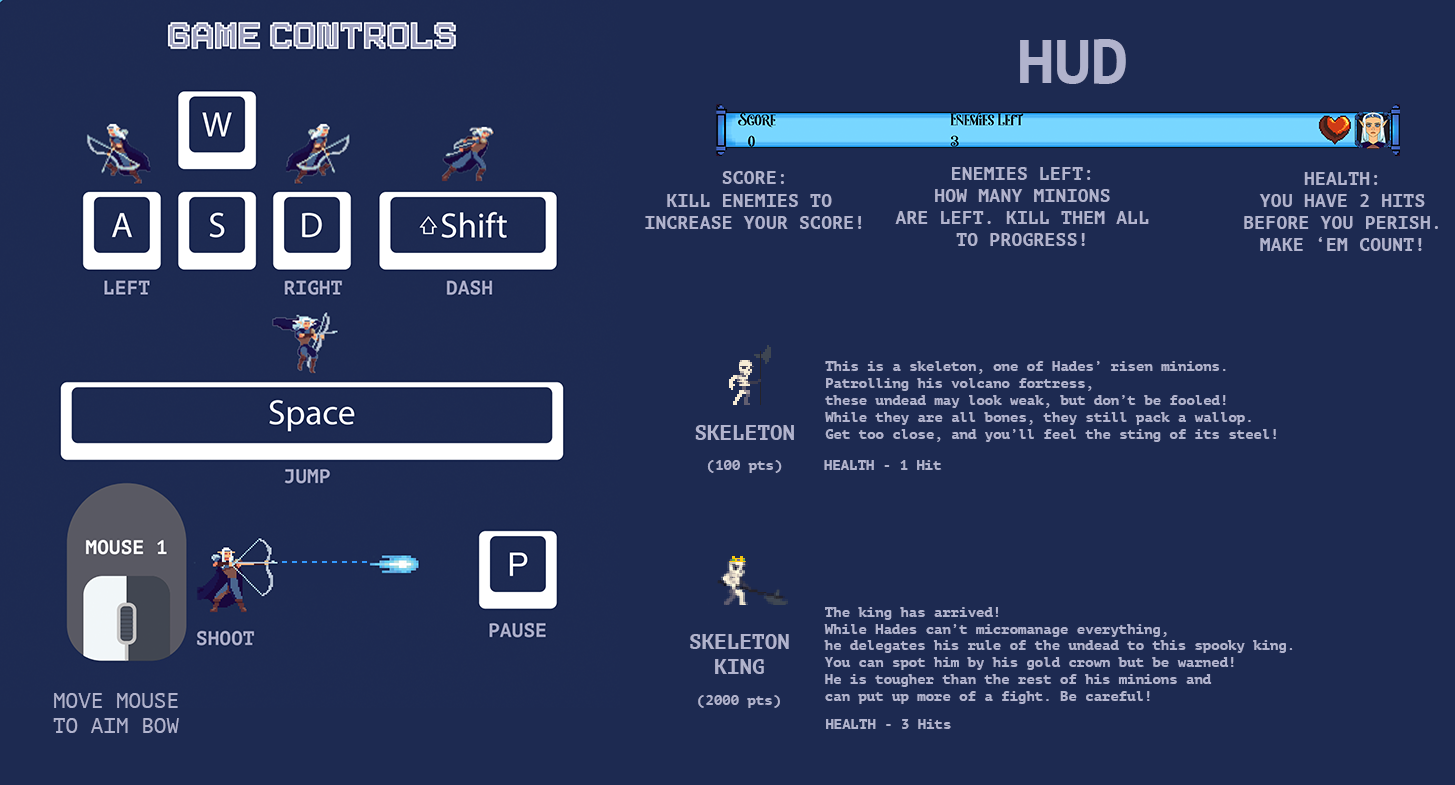 GAME CONTROLS
W
A
S
D
⇧Shift
LEFT
RIGHT
DASH
Space
JUMP
MOUSE 1
SHOOT
P
PAUSE
MOVE MOUSE
TO AIM BOW
HUD
SCORE
0
ENEMIES LEFT
3
SCORE:
KILL ENEMIES TO
INCREASE YOUR SCORE!
ENEMIES LEFT:
HOW MANY MINIONS
ARE LEFT. KILL THEM ALL
TO PROGRESS!
HEALTH:
YOU HAVE 2 HITS
BEFORE YOU PERISH.
MAKE ‘EM COUNT!
SKELETON
(100 pts)
This is a skeleton, one of Hades’ risen minions.
Patrolling his volcano fortress,
these undead may look weak, but don’t be fooled!
While they are all bones, they still pack a wallop.
Get too close, and you’ll feel the sting of its steel!
HEALTH - 1 Hit
SKELETON
KING
(2000 pts)
The king has arrived!
While Hades can’t micromanage everything,
he delegates his rule of the undead to this spooky king.
You can spot him by his gold crown but be warned!
He is tougher than the rest of his minions and
can put up more of a fight. Be careful!
HEALTH - 3 Hits